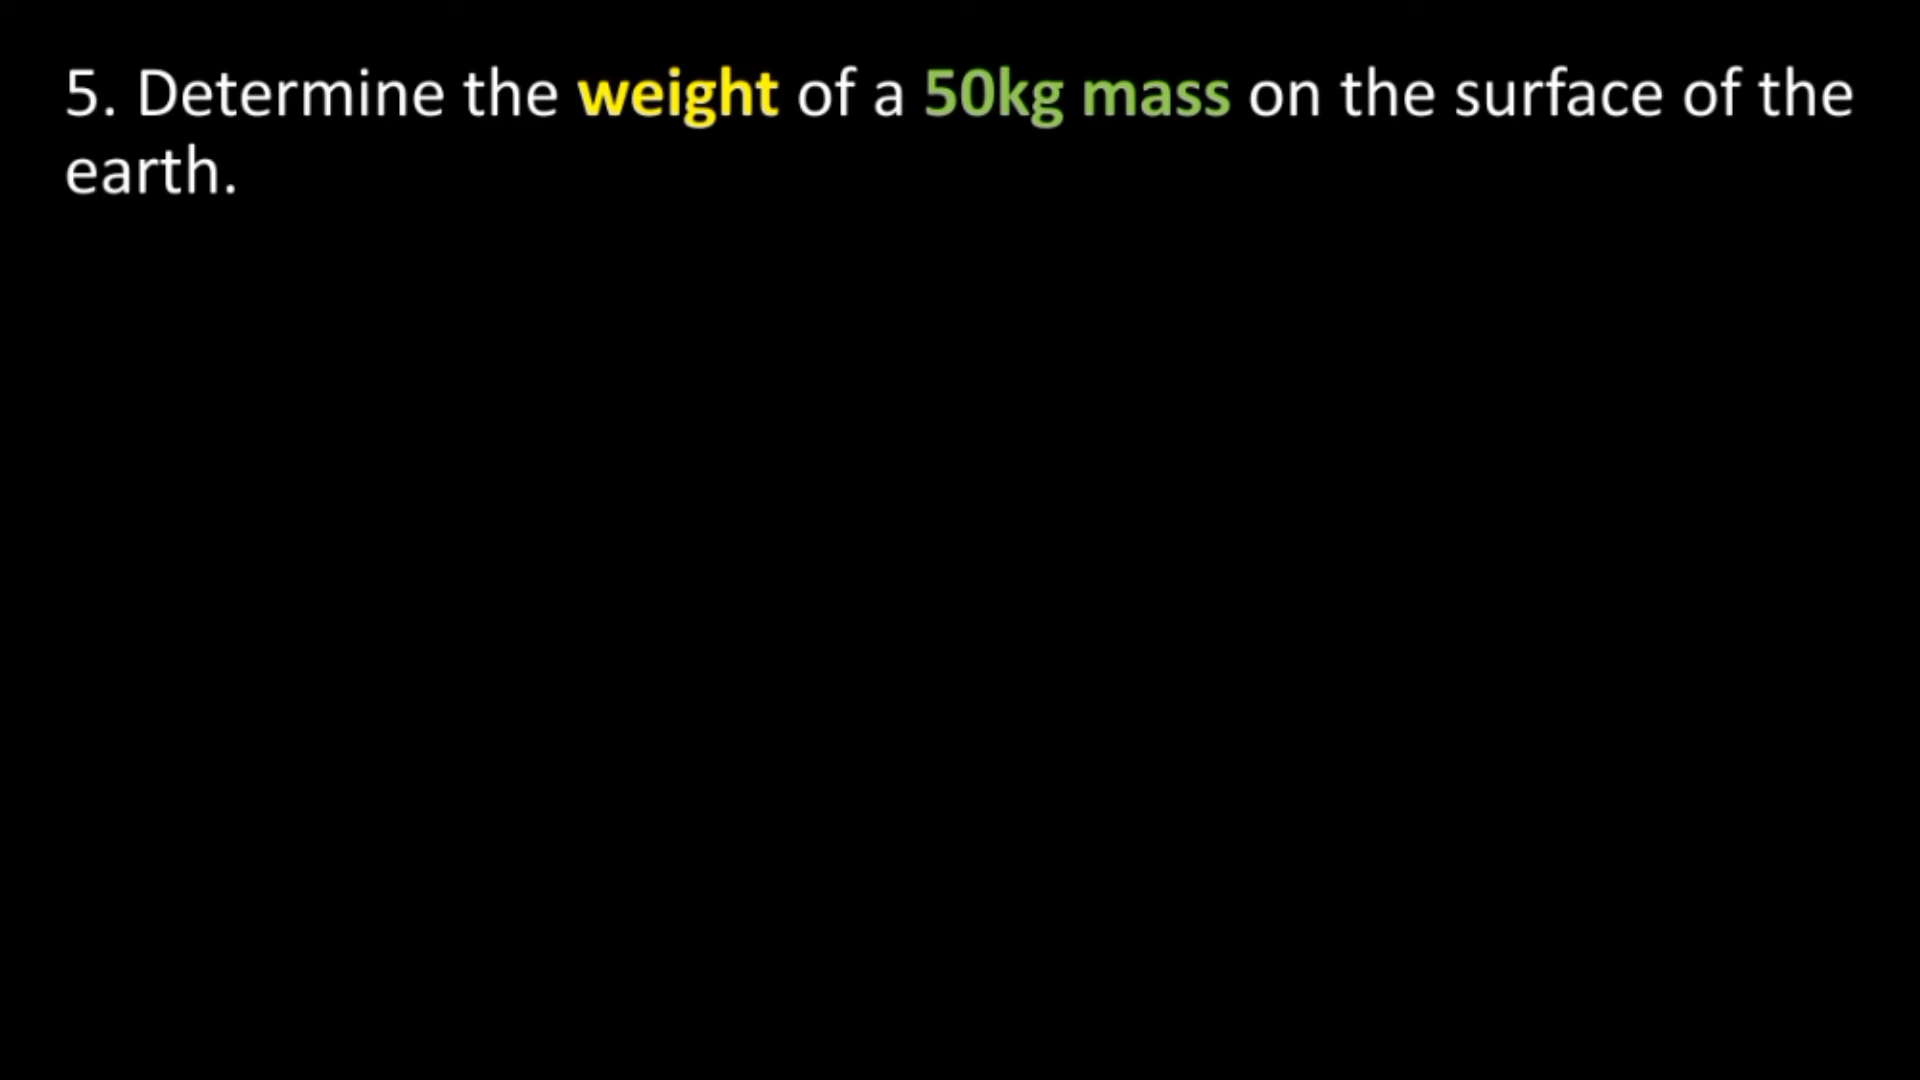 5. Determine the weight of a 50kg mass on the surface of the
earth.